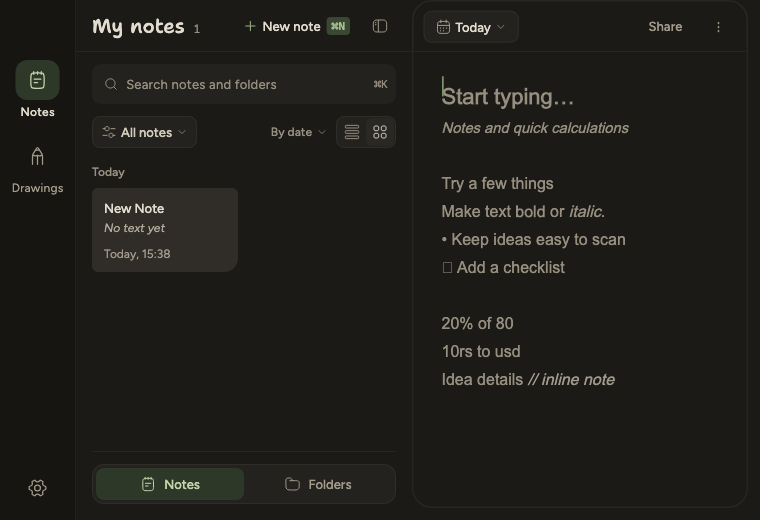 My notes 1
+ New note ⌘N
Notes
Drawings
Search notes and folders ⌘K
All notes
By date
Today
New Note
No text yet
Today, 15:38
Notes
Folders
Today
Share
Start typing...
Notes and quick calculations
Try a few things
Make text bold or italic.
• Keep ideas easy to scan
☐ Add a checklist
20% of 80
10rs to usd
Idea details // inline note